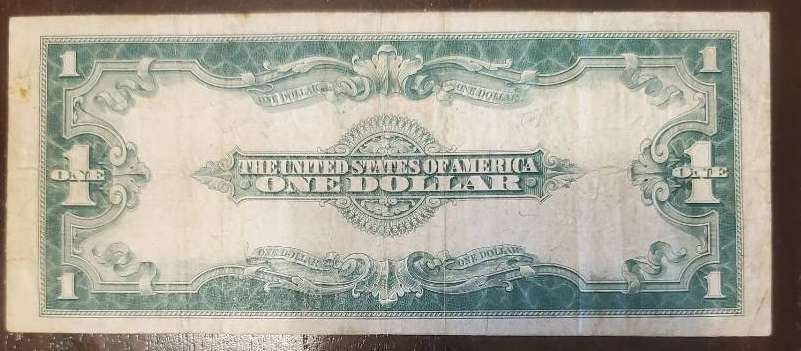 1 1
ONE DOLLAR ONE DOLLAR
THE UNITED STATES OF AMERICA
1 ONE ONE DOLLAR 1 ONE
ONE DOLLAR ONE DOLLAR
1 1